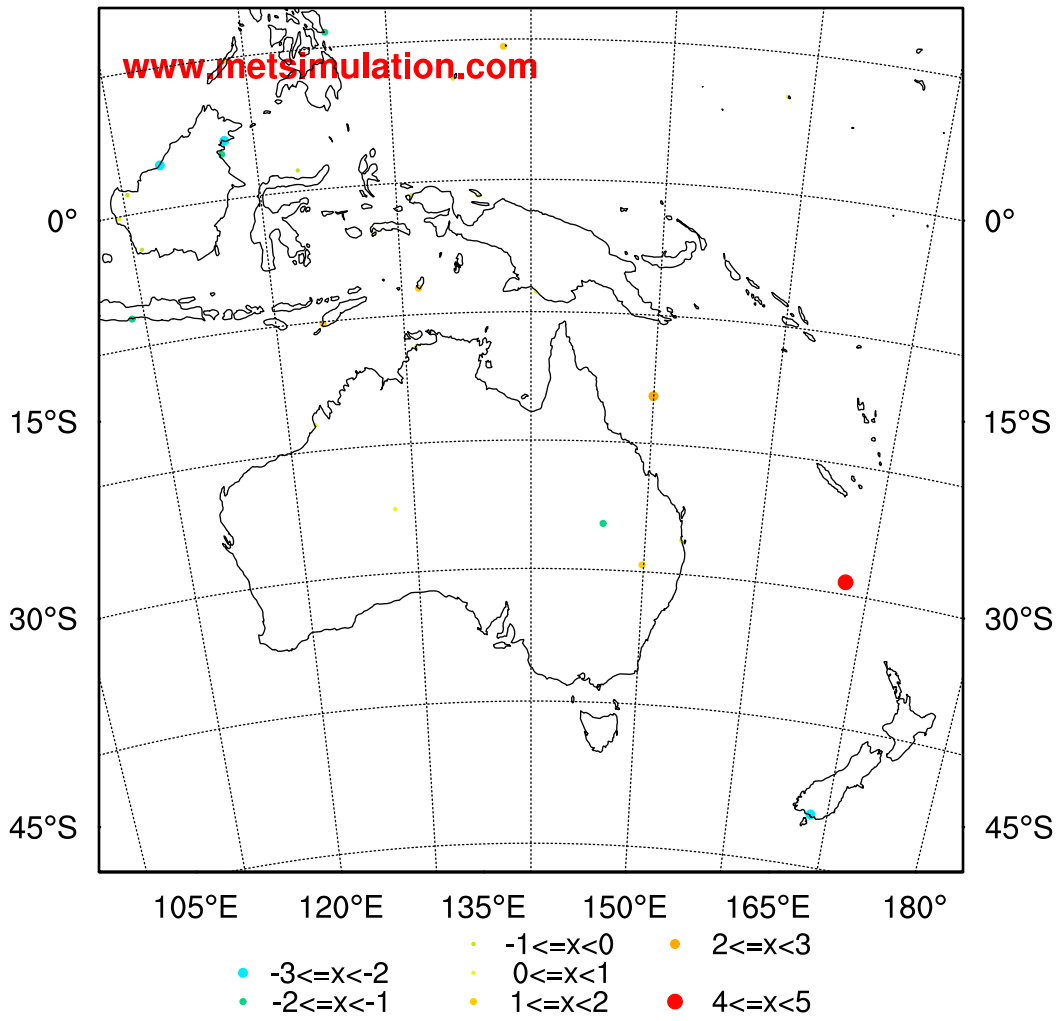 www.metsimulation.com
0° 0°
15°S 15°S
30°S 30°S
45°S 45°S
105°E 120°E 135°E 150°E 165°E 180°
-1<=x<0 2<=x<3
-3<=x<-2 0<=x<1
-2<=x<-1 1<=x<2 4<=x<5